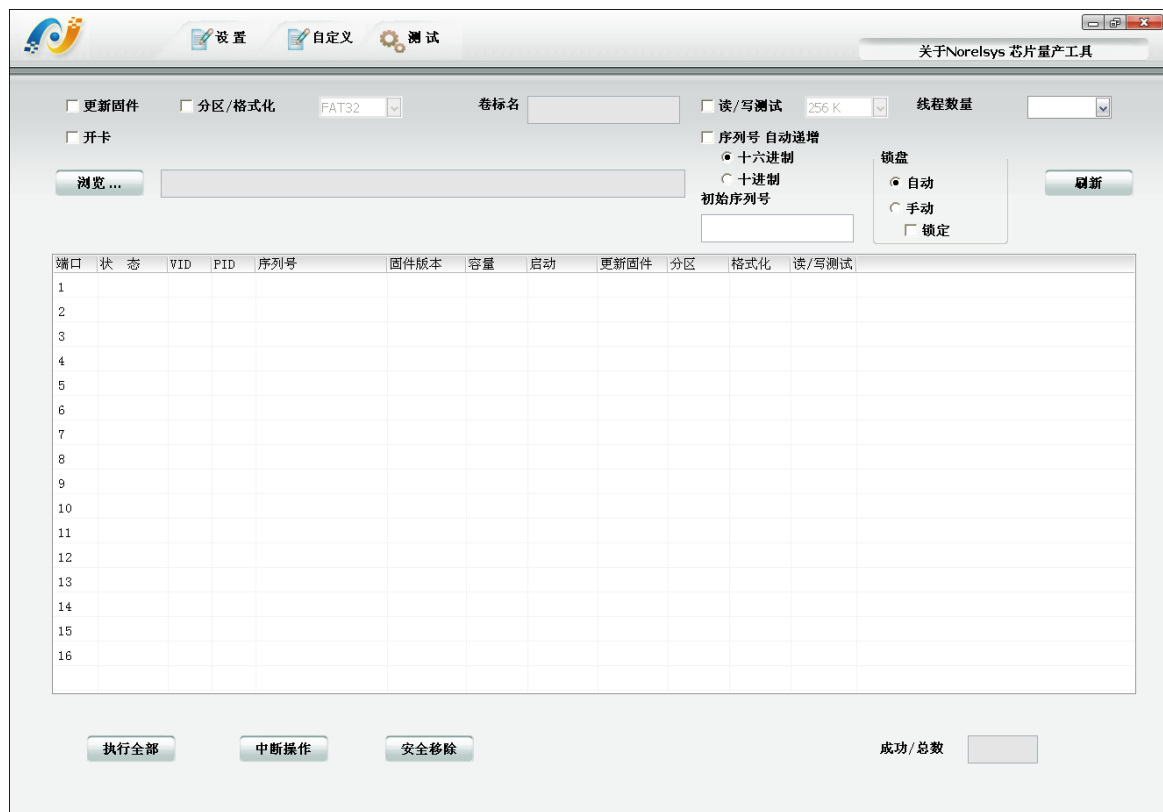 设 置 自定义 测 试
关于Norelsys 芯片量产工具
更新固件 分区/格式化 FAT32 卷标名 读/写测试 256 K 线程数量
开卡 序列号 自动递增
十六进制 锁盘
浏览 ... 十进制 自动 刷新
初始序列号 手动
锁定
端口 状 态 VID PID 序列号 固件版本 容量 启动 更新固件 分区 格式化 读/写测试
1
2
3
4
5
6
7
8
9
10
11
12
13
14
15
16
执行全部 中断操作 安全移除 成功/总数